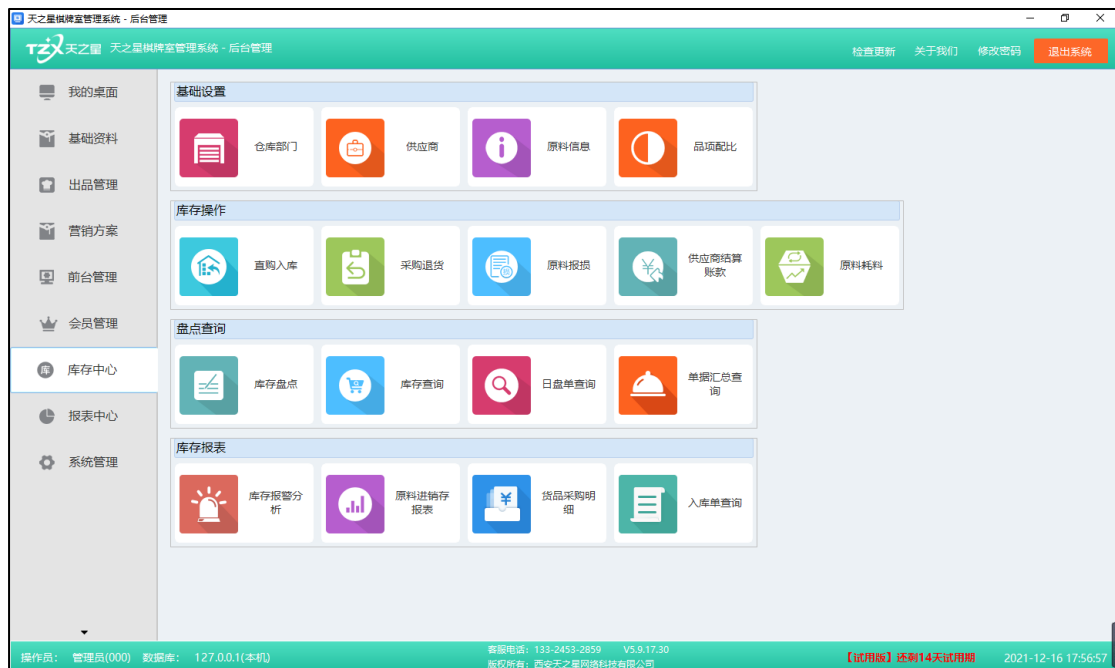 天之星棋牌室管理系统 - 后台管理
TZX天之星 天之星棋牌室管理系统 - 后台管理
检查更新 关于我们 修改密码 退出系统
我的桌面
基础资料
出品管理
营销方案
前台管理
会员管理
库 库存中心
报表中心
系统管理
基础设置
仓库部门 供应商 原料信息 品项配比
库存操作
直购入库 采购退货 原料报损 供应商结算
账款 原料耗料
盘点查询
库存盘点 库存查询 日盘单查询 单据汇总查
询
库存报表
库存报警分
析 原料进销存
报表 货品采购明
细 入库单查询
操作员: 管理员(000) 数据库: 127.0.0.1(本机)
客服电话: 133-2453-2859 V5.9.17.30
版权所有: 西安天之星网络科技有限公司
【试用版】还剩14天试用期 2021-12-16 17:56:57